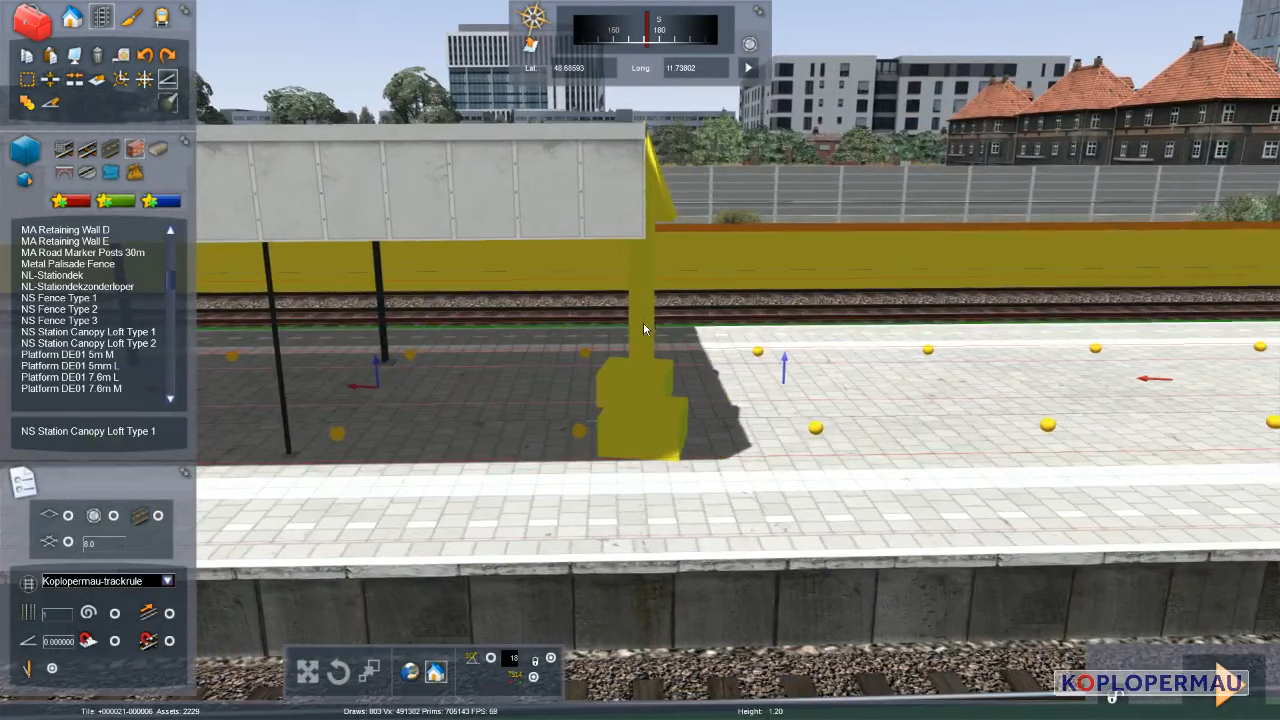 S
150 180
Lat: 48.68593 Long: 11.73802
MA Retaining Wall D
MA Retaining Wall E
MA Road Marker Posts 30m
Metal Palisade Fence
NL-Stationdek
NL-Stationdekzonderloper
NS Fence Type 1
NS Fence Type 2
NS Fence Type 3
NS Station Canopy Loft Type 1
NS Station Canopy Loft Type 2
Platform DE01 5m M
Platform DE01 5mm L
Platform DE01 7.6m L
Platform DE01 7.6m M
NS Station Canopy Loft Type 1
8.0
Koplopermau-trackrule
1
0.000000
18
KOPLOPERMAU
Tile: +000021-000006 Assets: 2229
Draws: 803 Vx: 491382 Prims: 705143 FPS: 69
Height: 1.20